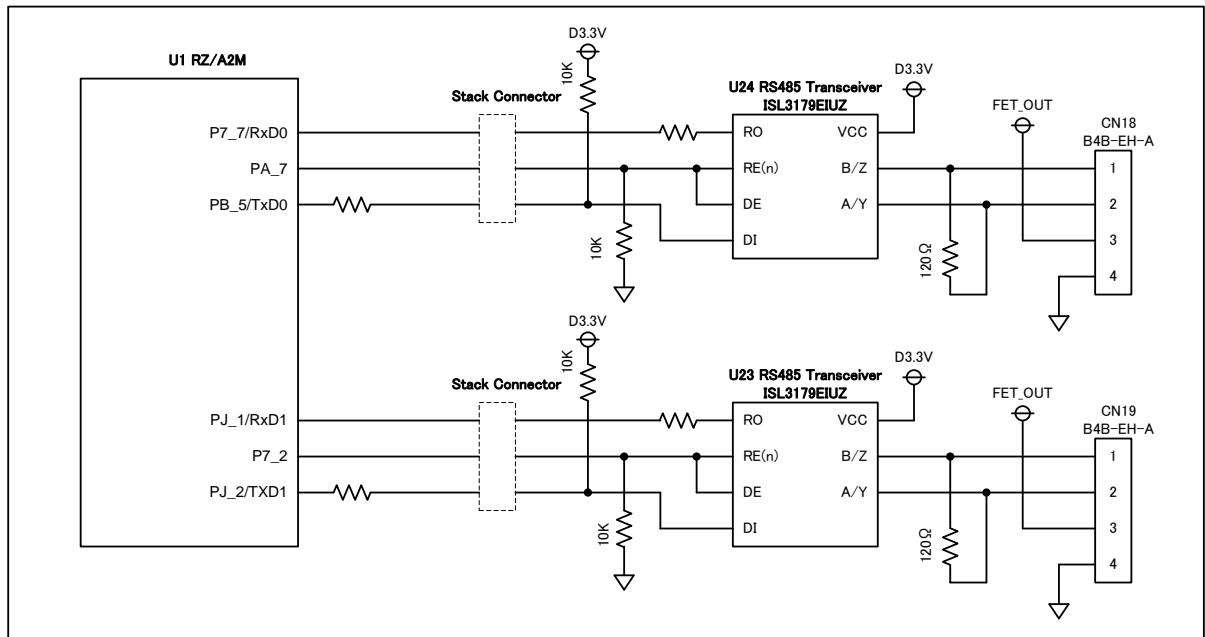 D3.3V
U1 RZ/A2M
10K
Stack Connector
U24 RS485 Transceiver
ISL3179EIUZ
D3.3V
FET_OUT
CN18
B4B-EH-A
P7_7/RxD0
RO
VCC
PA_7
RE(n)
B/Z
1
PB_5/TxD0
DE
A/Y
2
DI
3
10K
120Ω
4
D3.3V
10K
Stack Connector
U23 RS485 Transceiver
ISL3179EIUZ
D3.3V
FET_OUT
CN19
B4B-EH-A
PJ_1/RxD1
RO
VCC
P7_2
RE(n)
B/Z
1
PJ_2/TXD1
DE
A/Y
2
DI
3
10K
120Ω
4